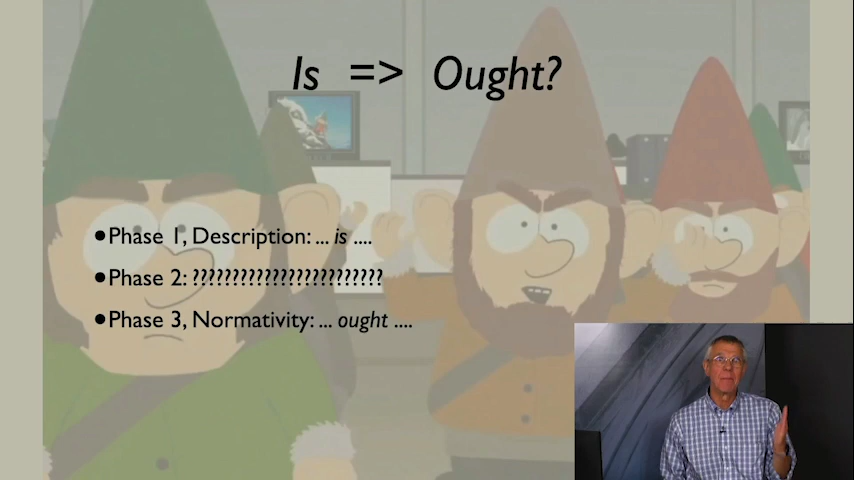 Is => Ought?
•Phase 1, Description: ... is ....
•Phase 2: ????????????????????????
•Phase 3, Normativity: ... ought ....